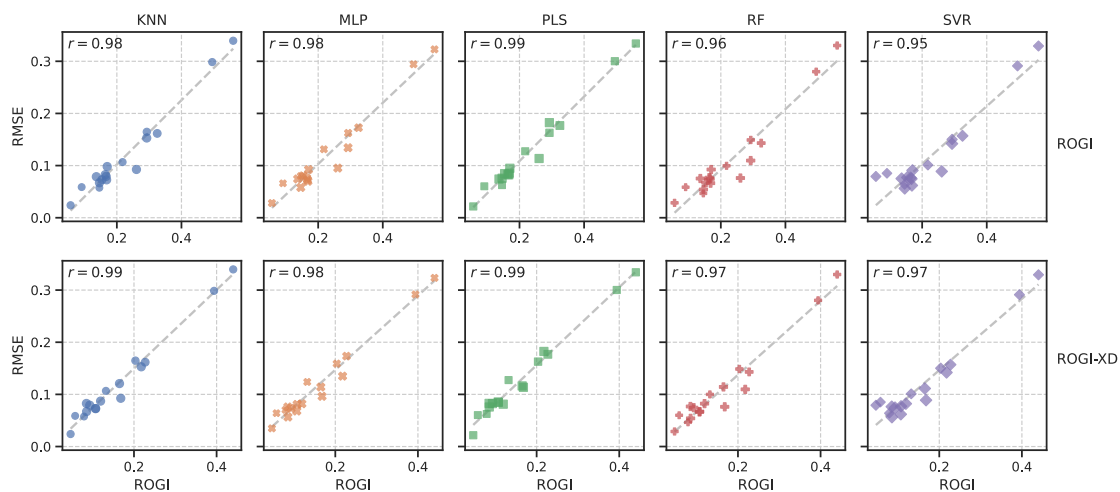 KNN MLP PLS RF SVR
r = 0.98 r = 0.98 r = 0.99 r = 0.96 r = 0.95
0.3
0.2
0.1
0.0
RMSE
ROGI
0.2 0.4 0.2 0.4 0.2 0.4 0.2 0.4 0.2 0.4
r = 0.99 r = 0.98 r = 0.99 r = 0.97 r = 0.97
0.3
0.2
0.1
0.0
RMSE
ROGI-XD
0.2 0.4 0.2 0.4 0.2 0.4 0.2 0.4 0.2 0.4
ROGI ROGI ROGI ROGI ROGI